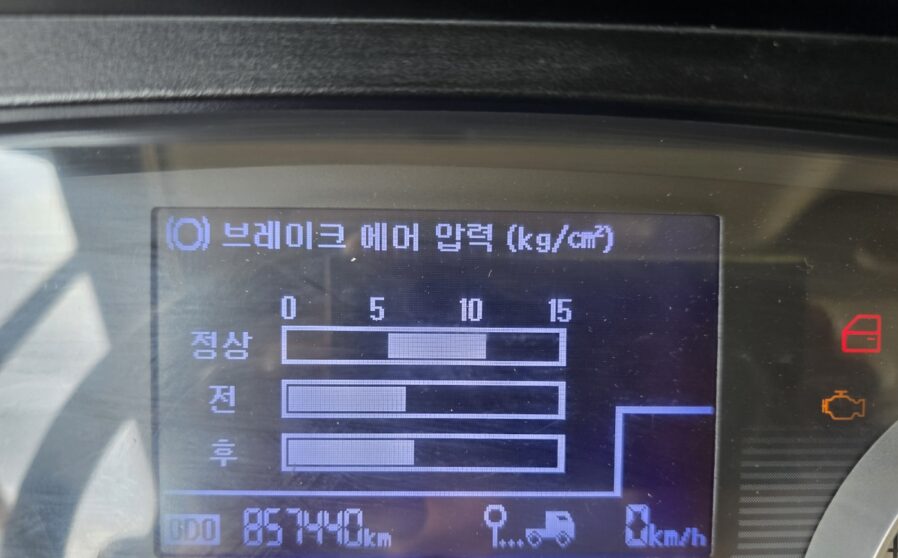 브레이크 에어 압력 (kg/cm²)
0 5 10 15
정상
전
후
ODO 857440km 0km/h